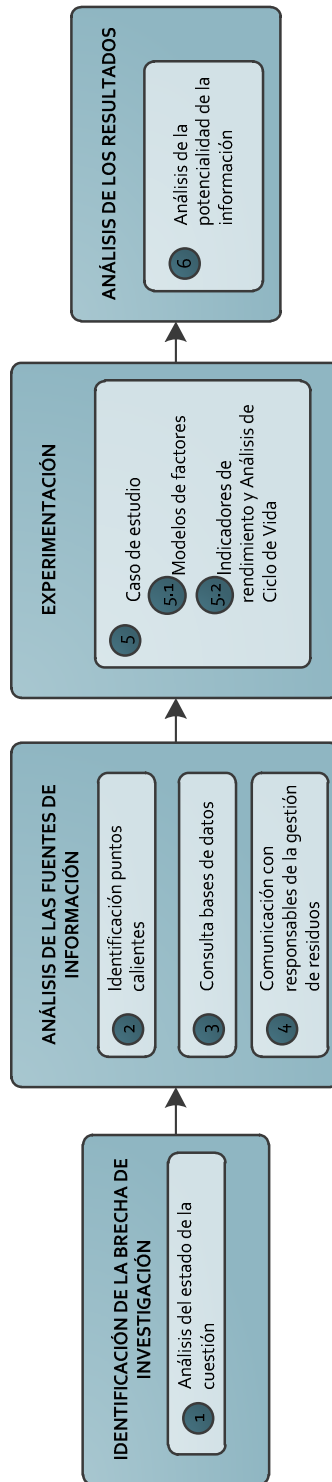 IDENTIFICACIÓN DE LA BRECHA DE
INVESTIGACIÓN
1
Análisis del estado de la
cuestión
ANÁLISIS DE LAS FUENTES DE
INFORMACIÓN
2
Identificación puntos
calientes
3
Consulta bases de datos
4
Comunicación con
responsables de la gestión
de residuos
EXPERIMENTACIÓN
5
Caso de estudio
5.1
Modelos de factores
5.2
Indicadores de
rendimiento y Análisis de
Ciclo de Vida
ANÁLISIS DE LOS RESULTADOS
6
Análisis de la
potencialidad de la
información